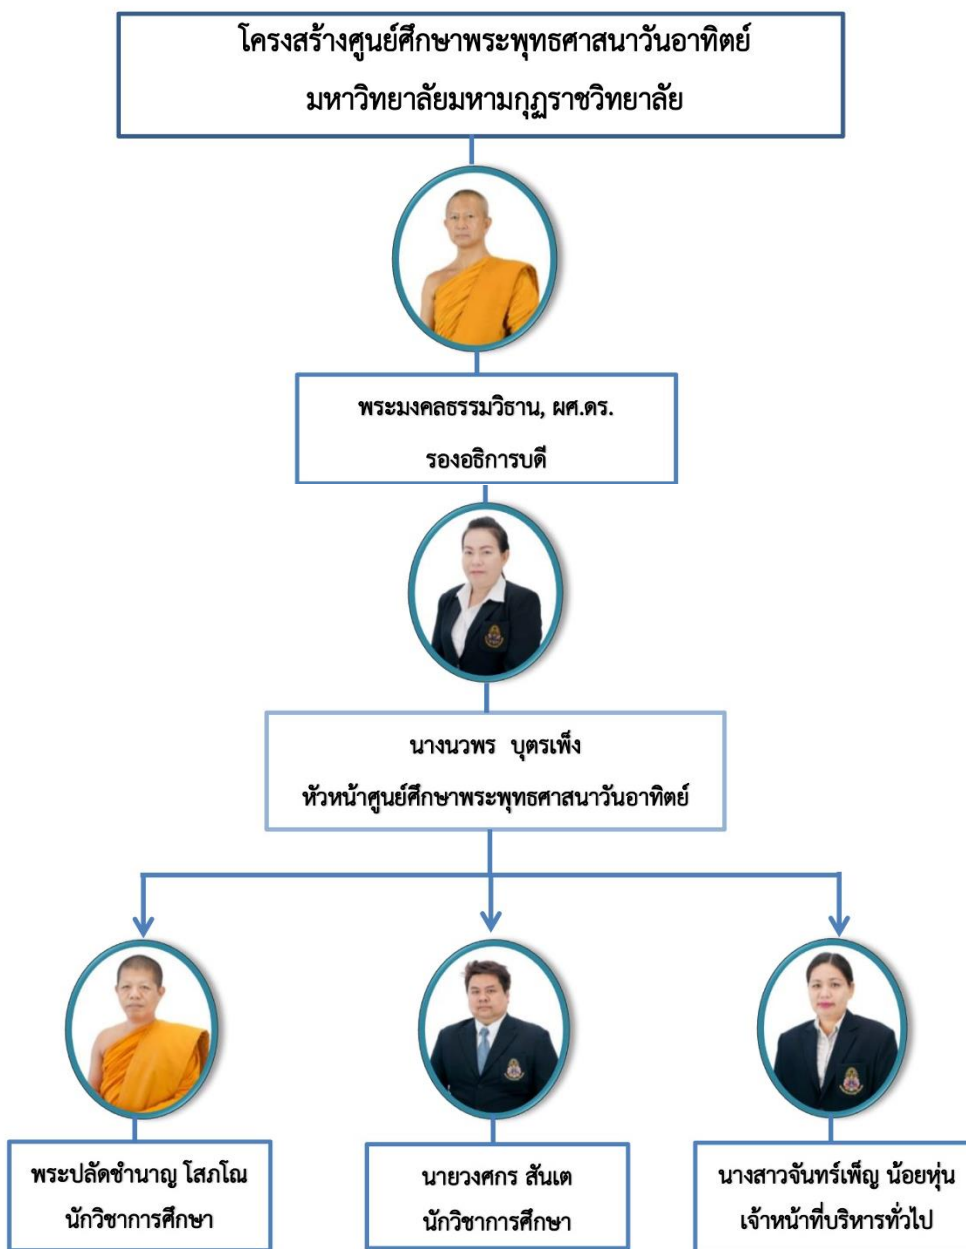 โครงสร้างศูนย์ศึกษาพระพุทธศาสนาวันอาทิตย์
มหาวิทยาลัยมหามกุฏราชวิทยาลัย
พระมงคลธรรมวิธาน, ผศ.ดร.
รองอธิการบดี
นางนวพร บุตรเพ็ง
หัวหน้าศูนย์ศึกษาพระพุทธศาสนาวันอาทิตย์
พระปลัดชำนาญ โสภโณ
นักวิชาการศึกษา
นายวงศกร สันเต
นักวิชาการศึกษา
นางสาวจันทร์เพ็ญ น้อยหุ่น
เจ้าหน้าที่บริหารทั่วไป